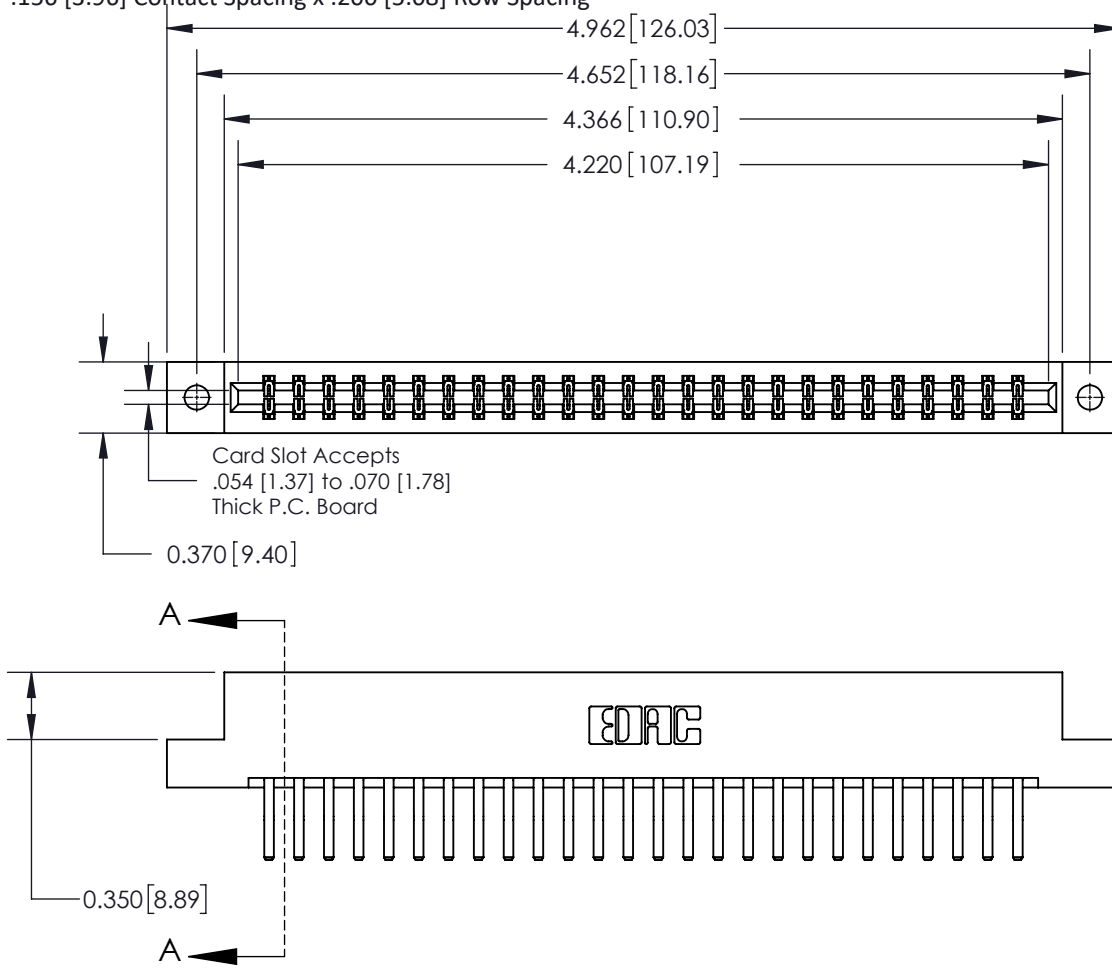 .156 [3.96] Contact Spacing x .200 [5.08] Row Spacing
4.962 [126.03]
4.652 [118.16]
4.366 [110.90]
4.220 [107.19]
Card Slot Accepts
.054 [1.37] to .070 [1.78]
Thick P.C. Board
0.370 [9.40]
A
EDAC
0.350 [8.89]
A